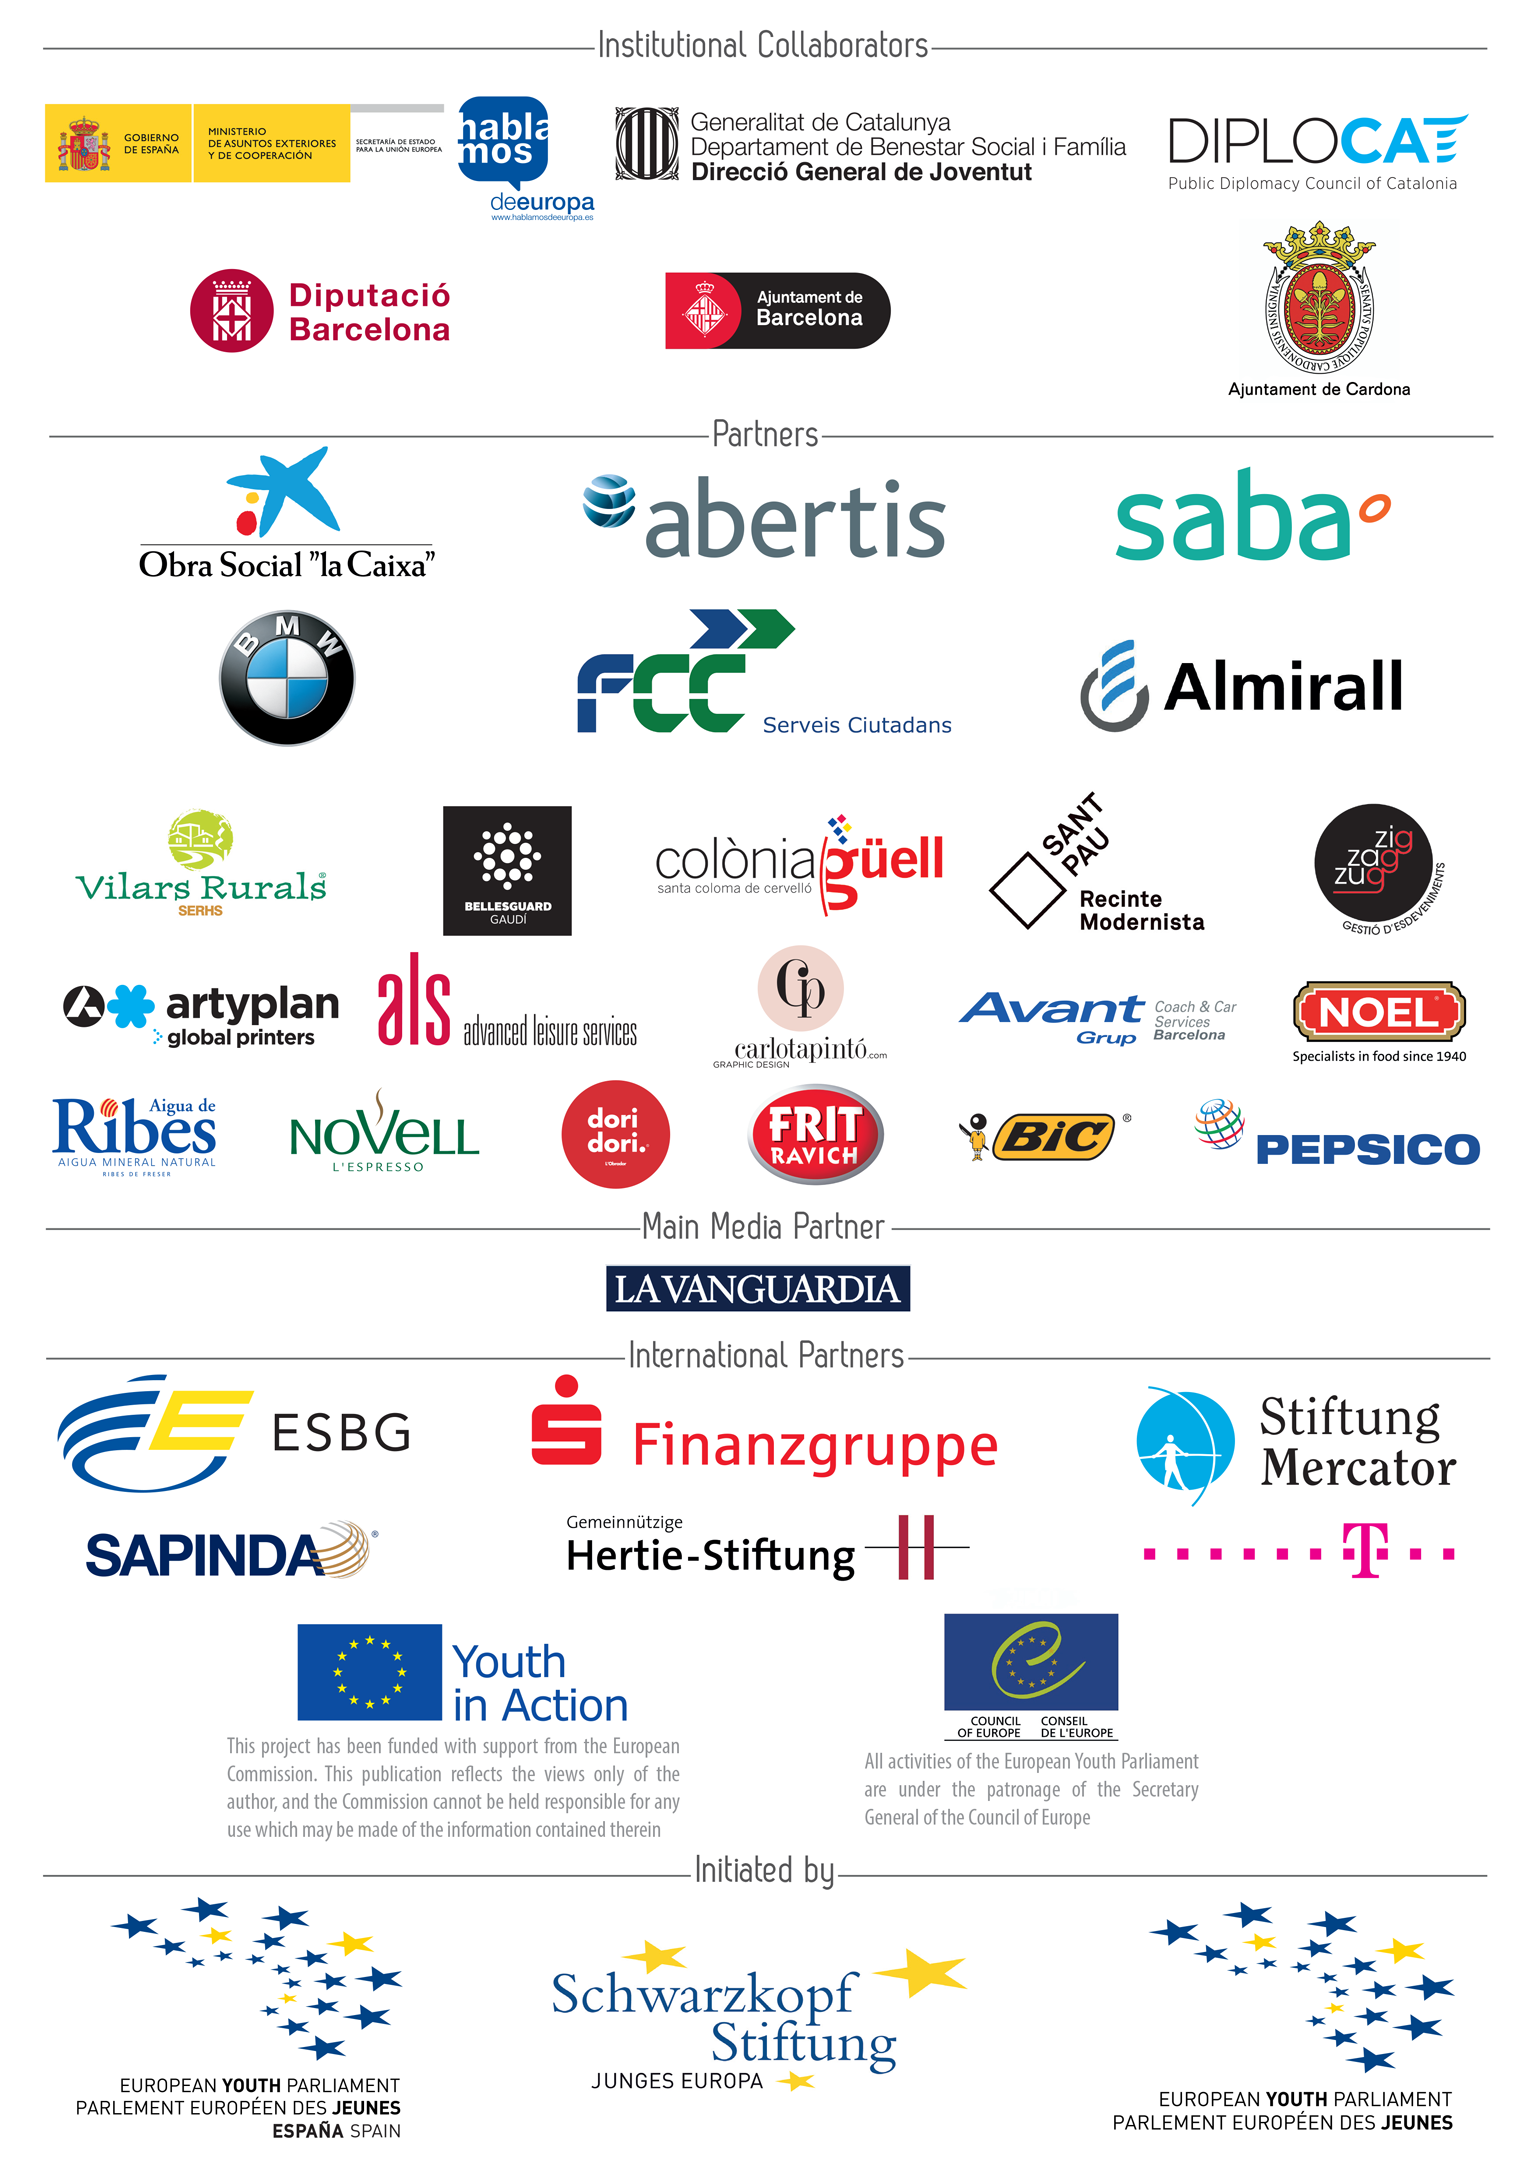 Institutional Collaborators
GOBIERNO
DE ESPAÑA
MINISTERIO
DE ASUNTOS EXTERIORES
Y DE COOPERACIÓN
SECRETARÍA DE ESTADO
PARA LA UNIÓN EUROPEA
habla
mos
deeuropa
www.hablamosdeeuropa.es
Generalitat de Catalunya
Departament de Benestar Social i Família
Direcció General de Joventut
DIPLOCAT
Public Diplomacy Council of Catalonia
Diputació
Barcelona
Ajuntament de
Barcelona
INSIGNIA CARDONENSIS SENATVS POPVLIQVE
Ajuntament de Cardona
Partners
Obra Social "la Caixa"
abertis
saba
BMW
FCC
Serveis Ciutadans
Almirall
Vilars Rurals®
SERHS
BELLESGUARD
GAUDÍ
colònia güell
santa coloma de cervelló
SANT
PAU
Recinte
Modernista
zig
zag
zug
GESTIÓ D'ESDEVENIMENTS
artyplan
global printers
als advanced leisure services
Cp
carlotapintó.com
GRAPHIC DESIGN
Avant
Grup
Coach & Car
Services
Barcelona
NOEL®
Specialists in food since 1940
Aigua de
Ribes
AIGUA MINERAL NATURAL
RIBES DE FRESER
NOVELL
L'ESPRESSO
dori
dori.®
L'Obrador
FRIT
RAVICH
BiC®
PEPSICO
Main Media Partner
LA VANGUARDIA
International Partners
ESBG
S Finanzgruppe
Stiftung
Mercator
SAPINDA®
Gemeinnützige
Hertie-Stiftung
T
Youth
in Action
This project has been funded with support from the European
Commission. This publication reflects the views only of the
author, and the Commission cannot be held responsible for any
use which may be made of the information contained therein
COUNCIL CONSEIL
OF EUROPE DE L'EUROPE
All activities of the European Youth Parliament
are under the patronage of the Secretary
General of the Council of Europe
Initiated by
EUROPEAN YOUTH PARLIAMENT
PARLEMENT EUROPÉEN DES JEUNES
ESPAÑA SPAIN
Schwarzkopf
Stiftung
JUNGES EUROPA
EUROPEAN YOUTH PARLIAMENT
PARLEMENT EUROPÉEN DES JEUNES